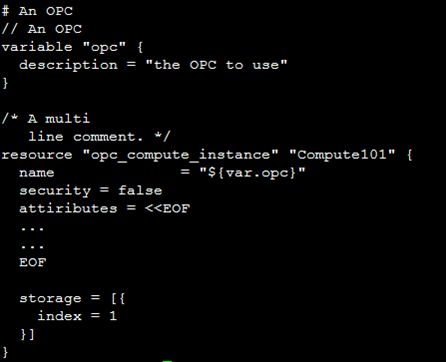 # An OPC
// An OPC
variable "opc" {
description = "the OPC to use"
}
/* A multi
line comment. */
resource "opc_compute_instance" "Compute101" {
name = "${var.opc}"
security = false
attiributes = <<EOF
...
...
EOF
storage = [{
index = 1
}]
}